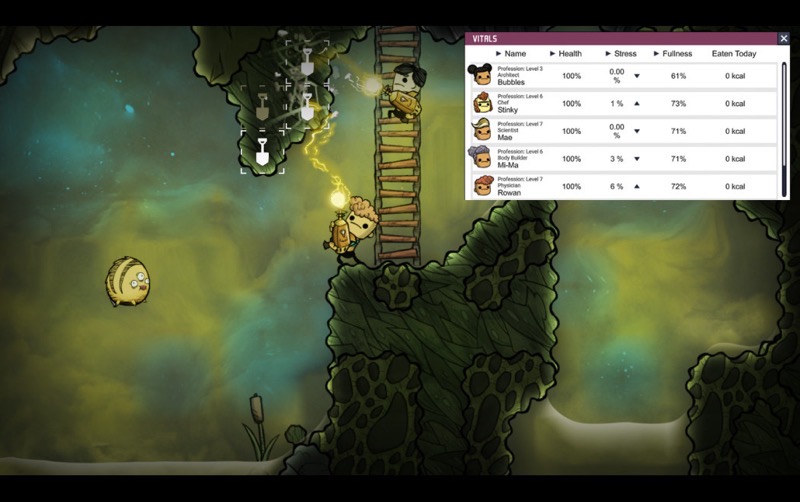 VITALS
Name Health Stress Fullness Eaten Today
Profession: Level 3
Architect
Bubbles
100%
0.00
%
61%
0 kcal
Profession: Level 6
Chef
Stinky
100%
1 %
73%
0 kcal
Profession: Level 7
Scientist
Mae
100%
0.00
%
71%
0 kcal
Profession: Level 6
Body Builder
Mi-Ma
100%
3 %
71%
0 kcal
Profession: Level 7
Physician
Rowan
100%
6 %
72%
0 kcal